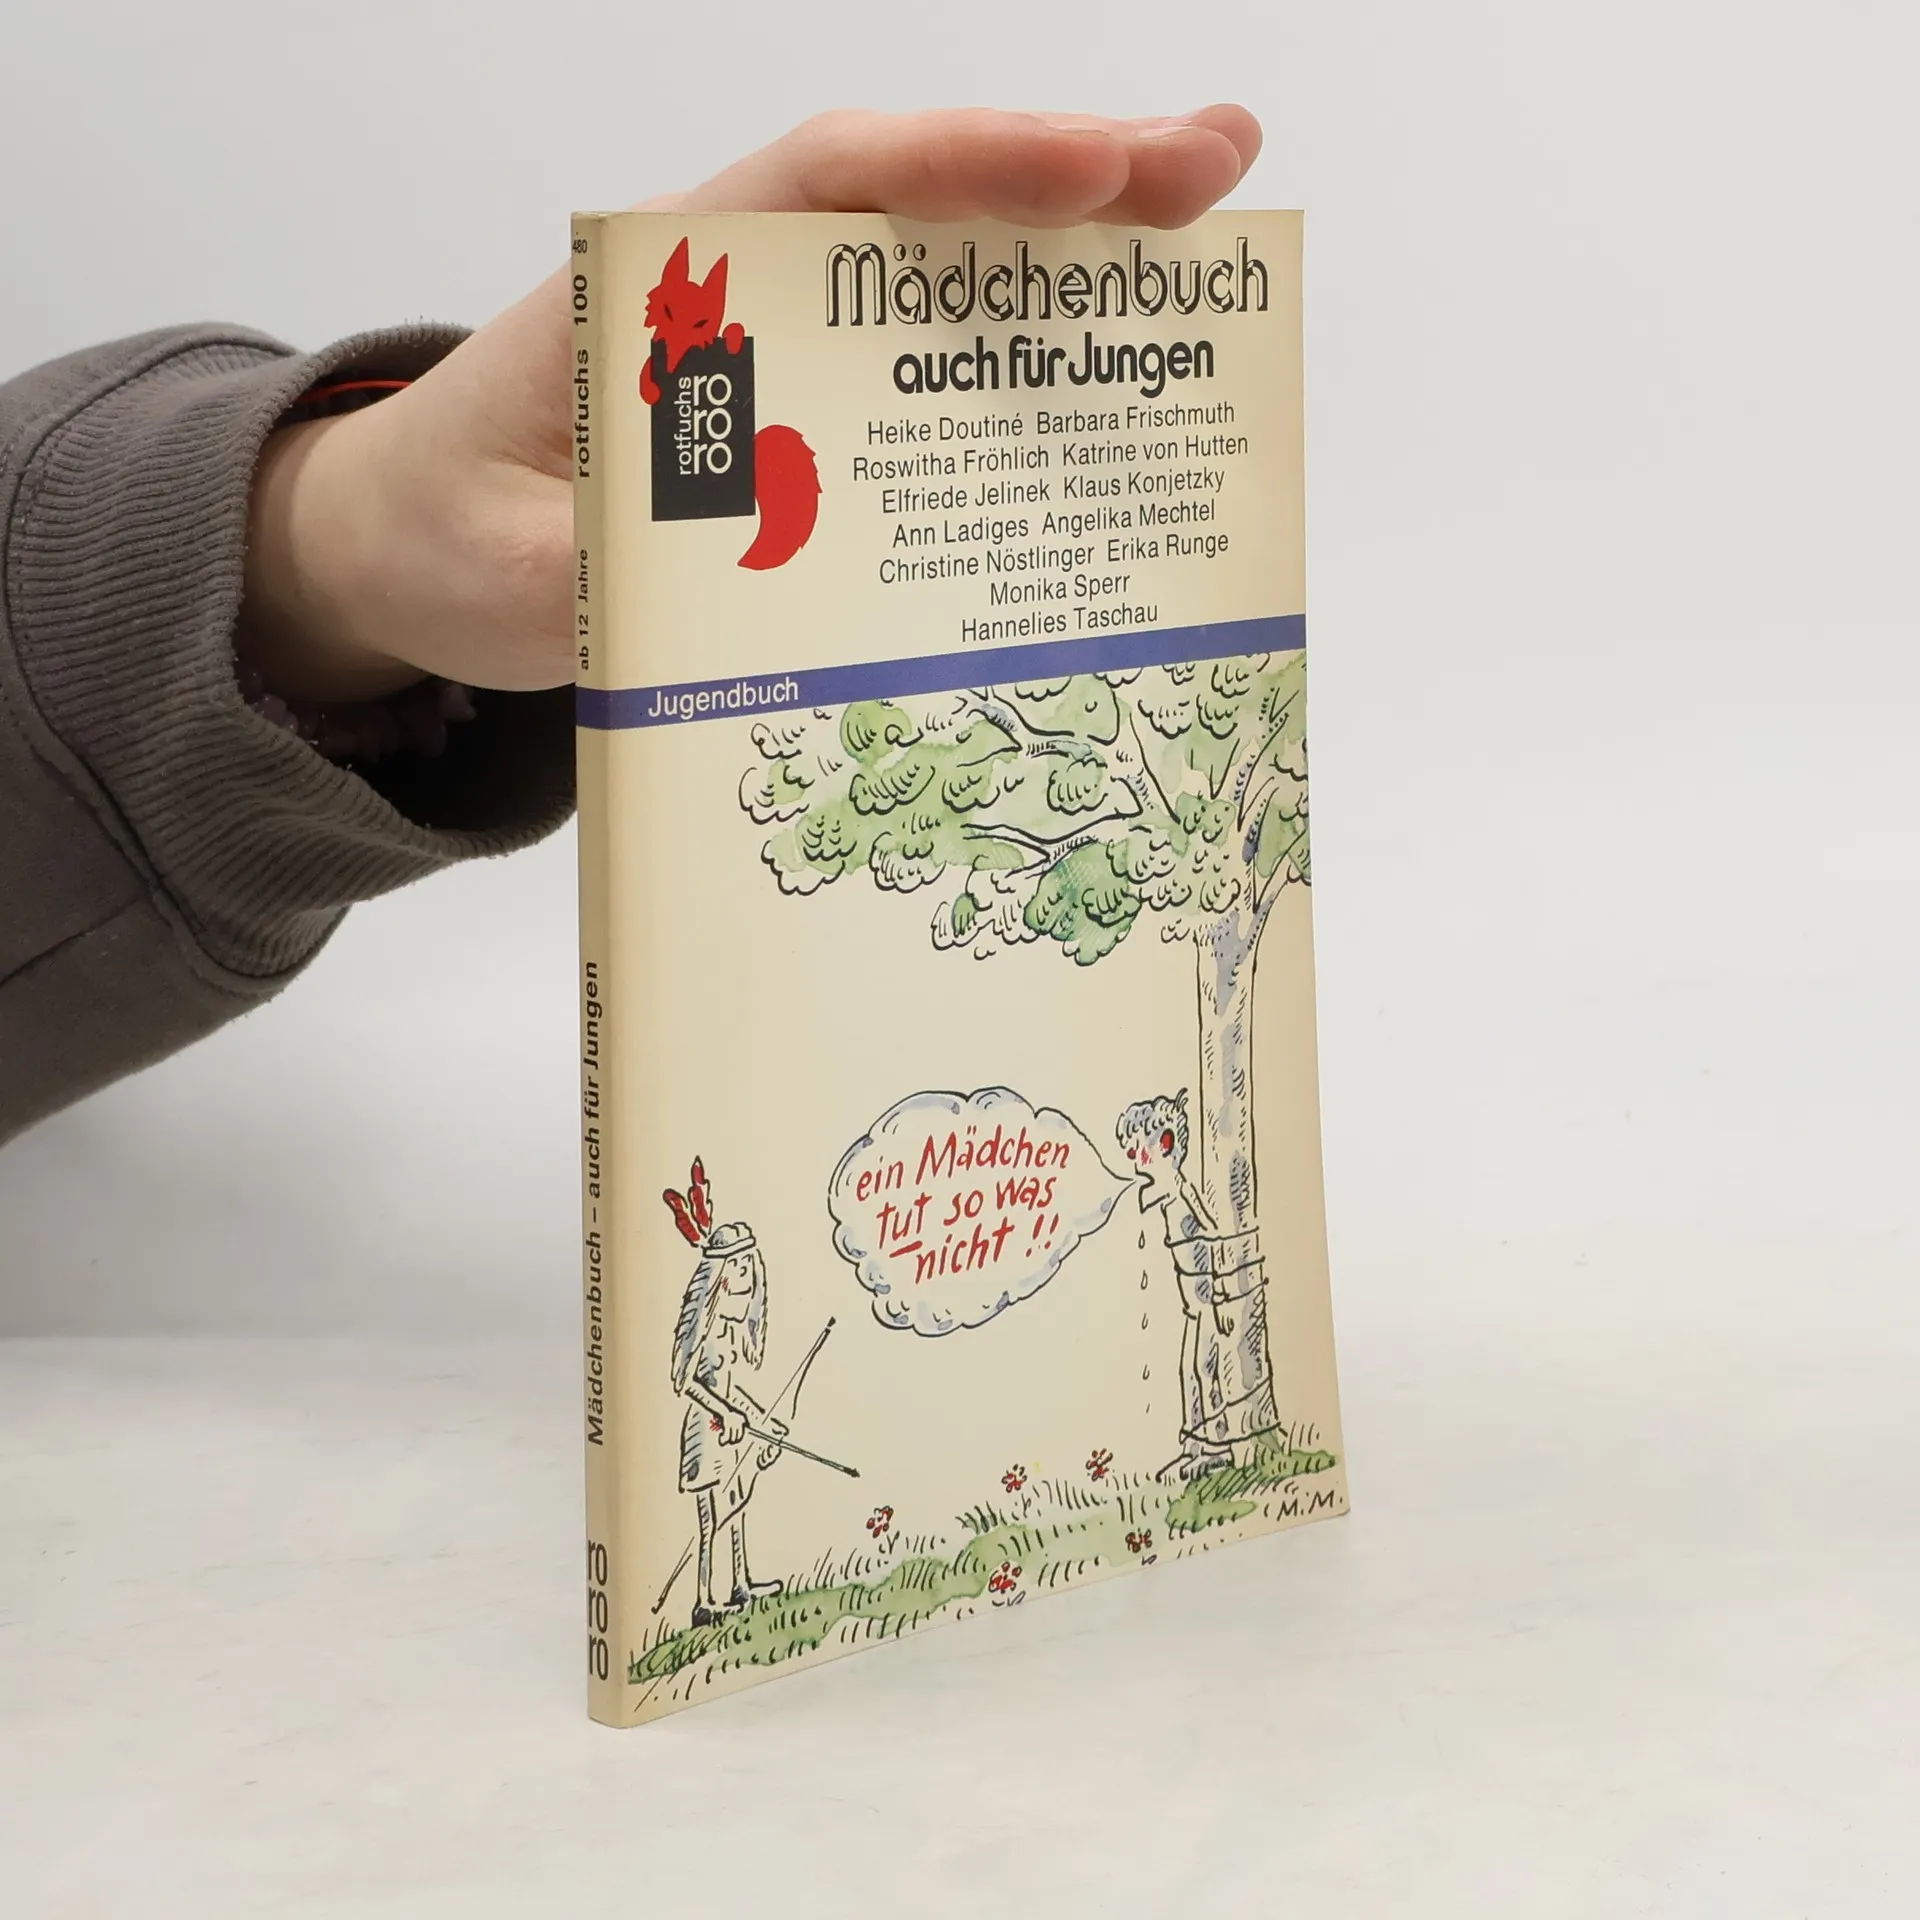 Mädchenbuch
auch für Jungen
Heike Doutiné Barbara Frischmuth
Roswitha Fröhlich Katrine von Hutten
Elfriede Jelinek Klaus Konjetzky
Ann Ladiges Angelika Mechtel
Christine Nöstlinger Erika Runge
Monika Sperr
Hannelies Taschau
rotfuchs
ro
ro
ro
Jugendbuch
ein Mädchen
tut so was
nicht!!
M.M.
480
rotfuchs 100
ab 12 Jahre
Mädchenbuch – auch für Jungen
ro
ro
ro